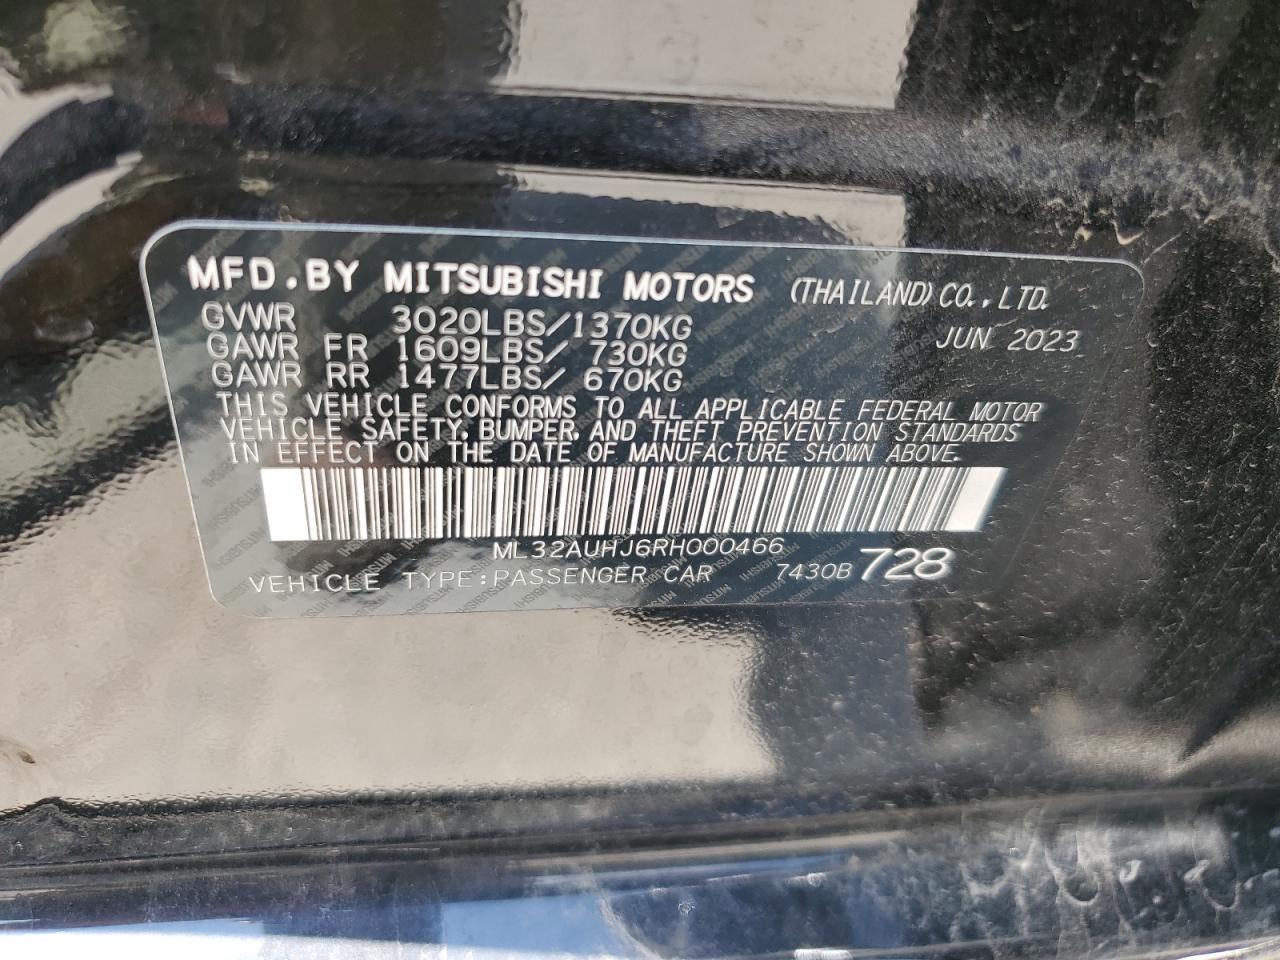 MFD.BY MITSUBISHI MOTORS (THAILAND) CO.,LTD.
GVWR 3020LBS/1370KG JUN 2023
GAWR FR 1609LBS/ 730KG
GAWR RR 1477LBS/ 670KG
THIS VEHICLE CONFORMS TO ALL APPLICABLE FEDERAL MOTOR
VEHICLE SAFETY, BUMPER, AND THEFT PREVENTION STANDARDS
IN EFFECT ON THE DATE OF MANUFACTURE SHOWN ABOVE.
ML32AUHJ6RH000466
VEHICLE TYPE:PASSENGER CAR 7430B 728